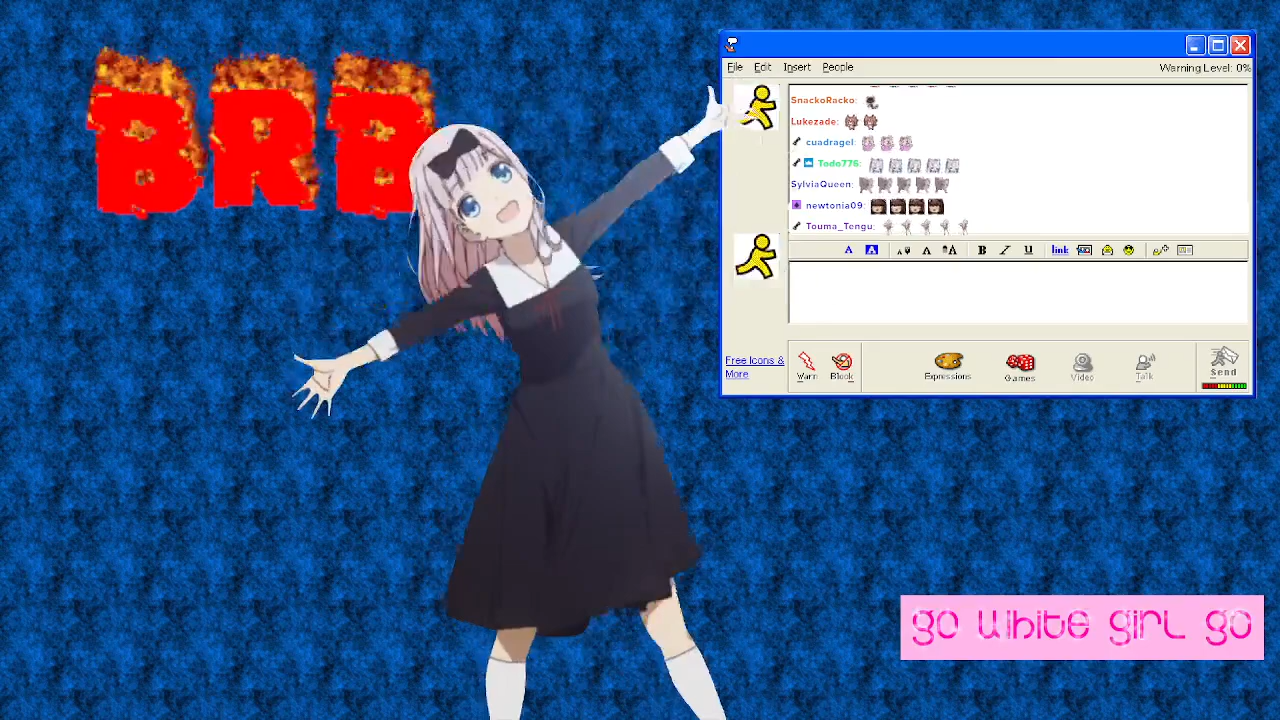 BRB
File Edit Insert People
Warning Level: 0%
SnackoRacko:
Lukezade:
cuadragel:
Todo776:
SylviaQueen:
newtonia09:
Touma_Tengu:
A A A A A B I U link
Free Icons &
More
Warn Block Expressions Games Video Talk Send
go white girl go